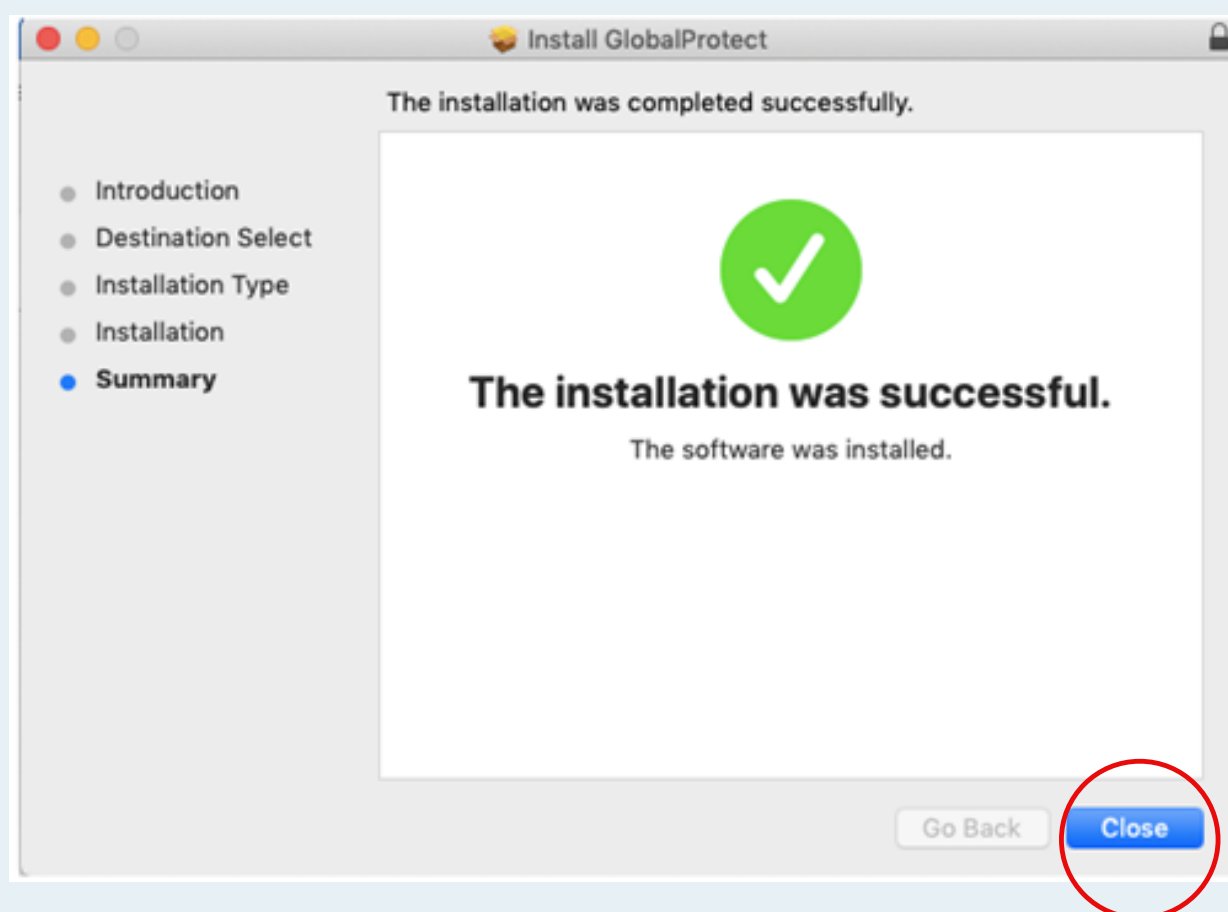 Install GlobalProtect
The installation was completed successfully.
Introduction
Destination Select
Installation Type
Installation
Summary
The installation was successful.
The software was installed.
Go Back
Close